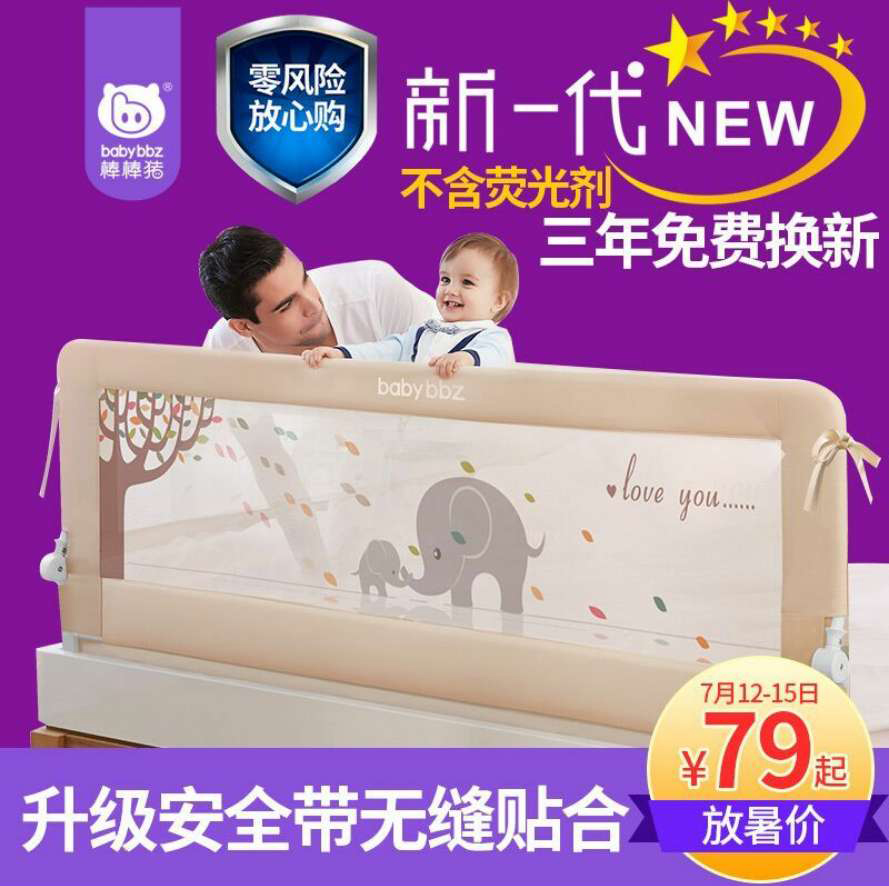 babybbz®
棒棒猪
零风险
放心购
新一代 NEW
不含荧光剂
三年免费换新
babybbz
love you......
7月12-15日
¥79起
放暑价
升级安全带无缝贴合